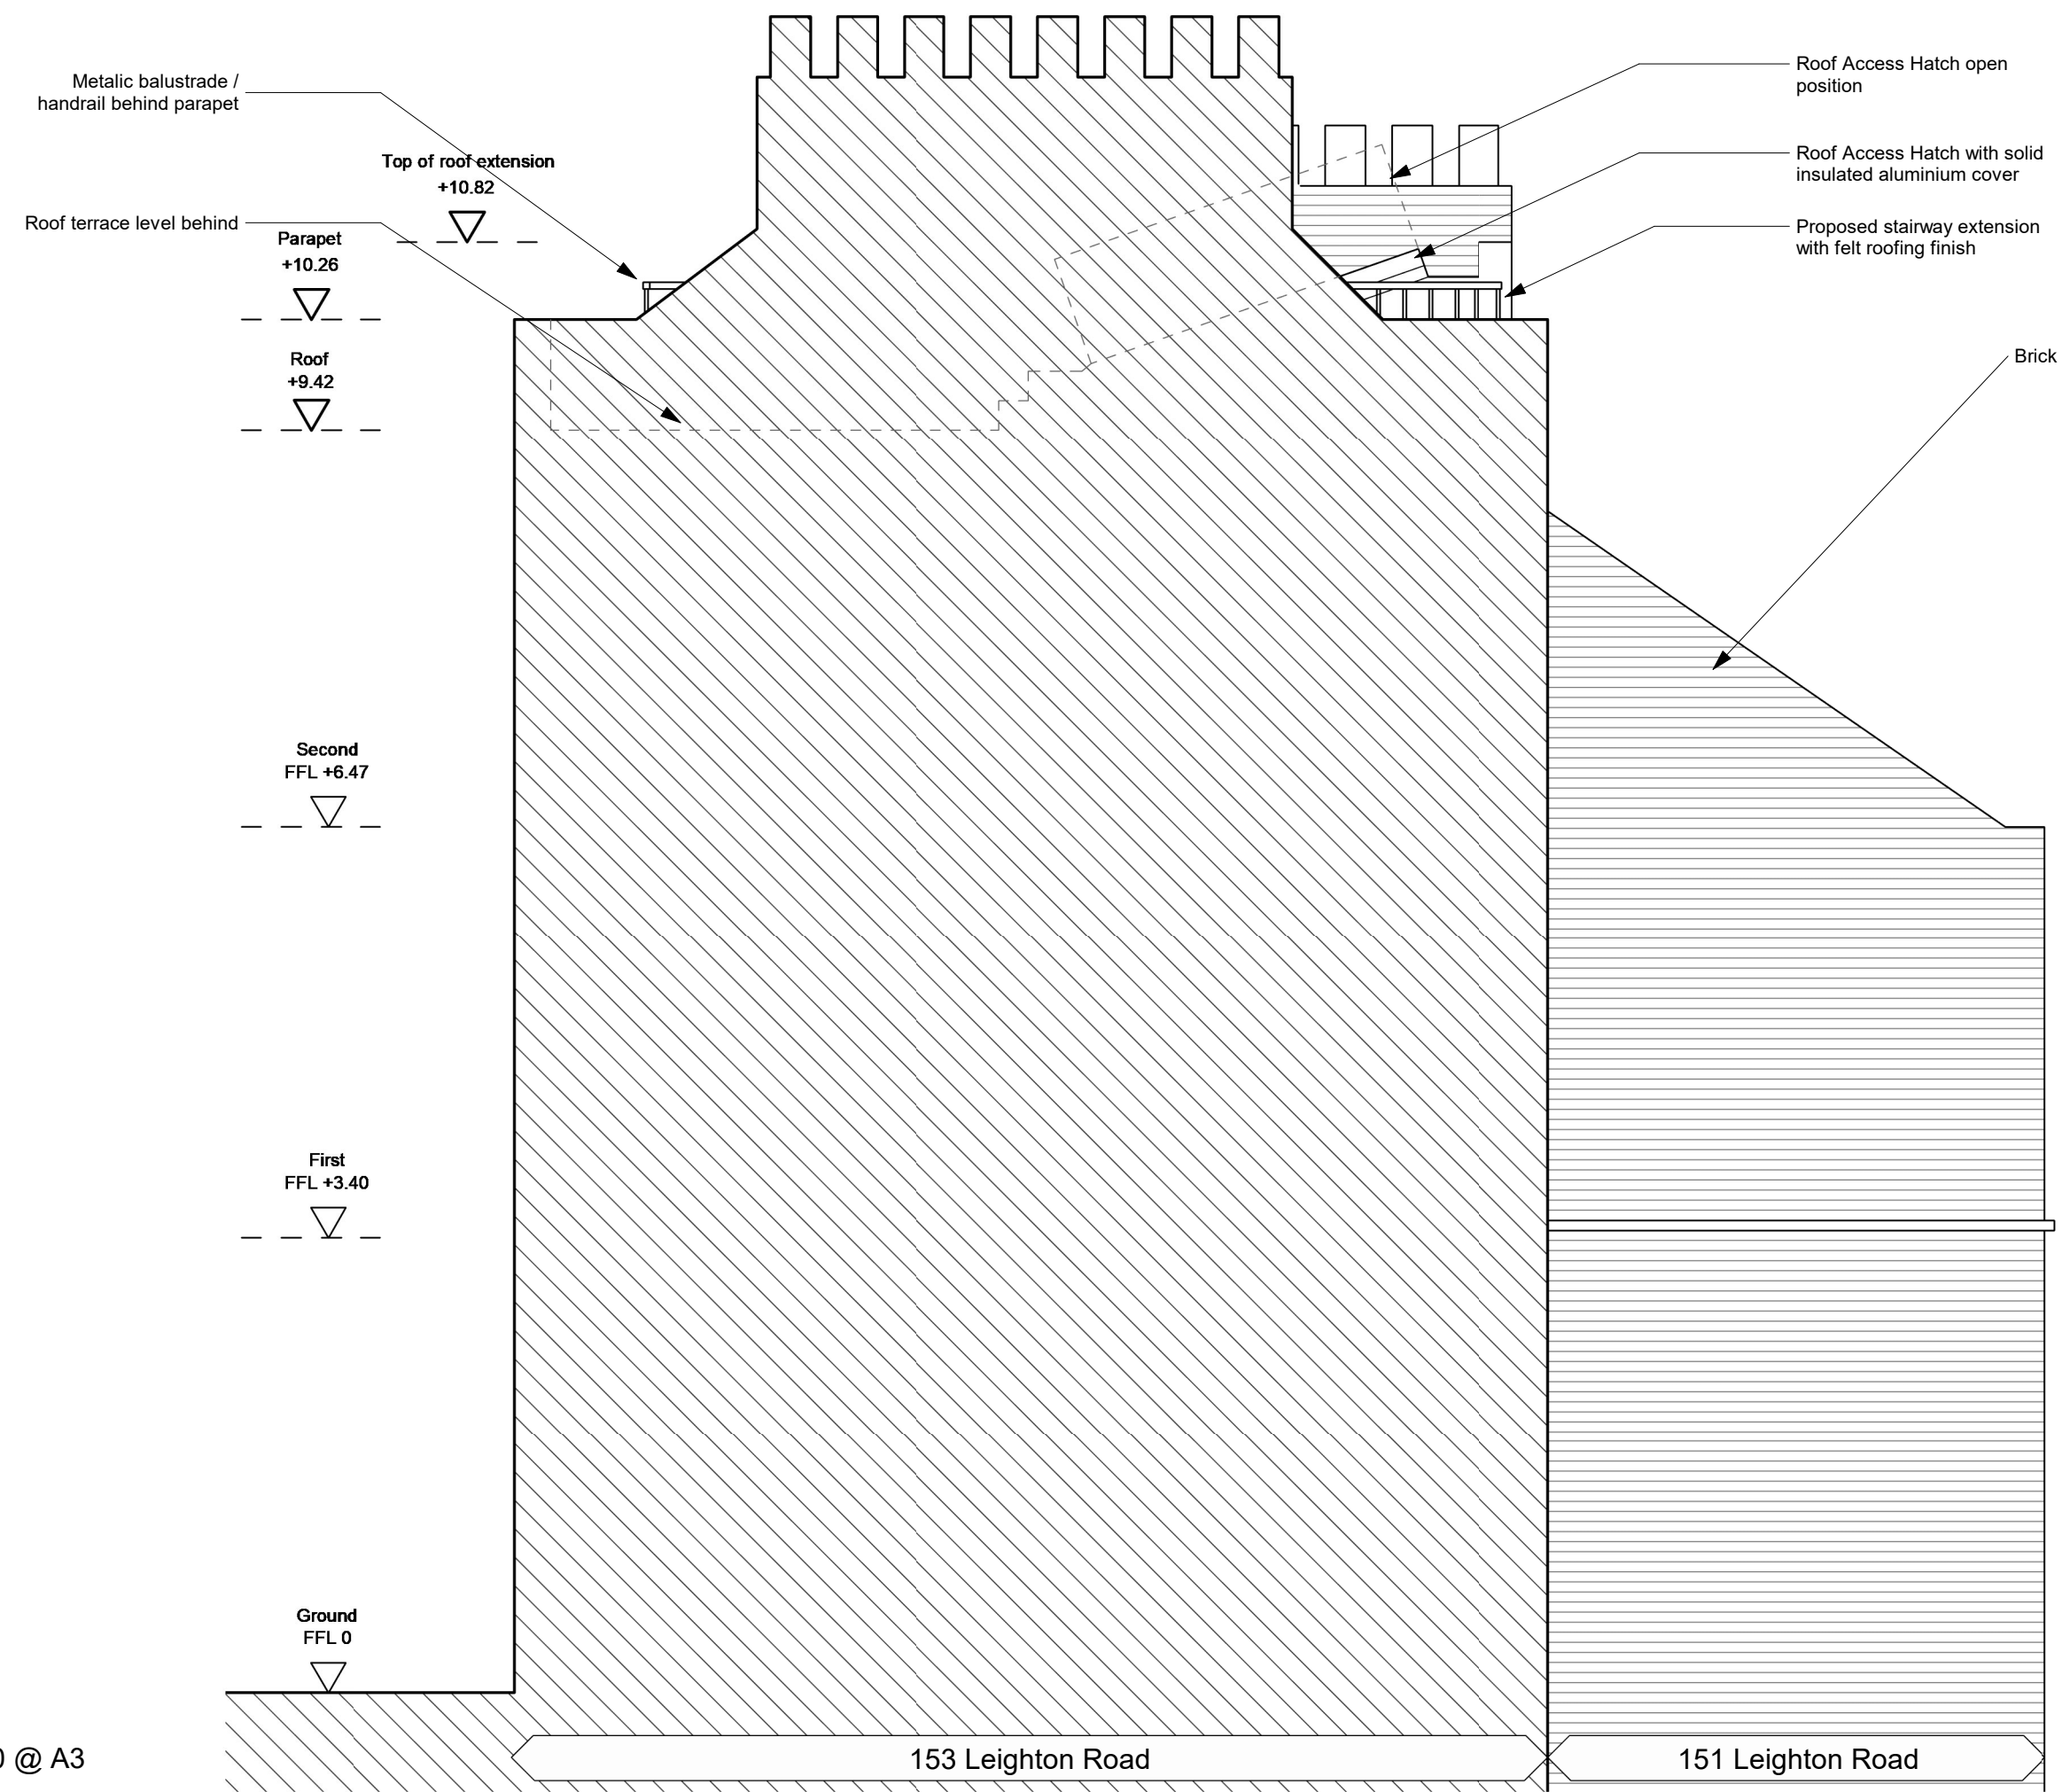 Metalic balustrade /
handrail behind parapet
Roof Access Hatch open
position
Top of roof extension
+10.82
Roof Access Hatch with solid
insulated aluminium cover
Roof terrace level behind
Parapet
+10.26
Proposed stairway extension
with felt roofing finish
Roof
+9.42
Brick
Second
FFL +6.47
First
FFL +3.40
Ground
FFL 0
@ A3
153 Leighton Road
151 Leighton Road